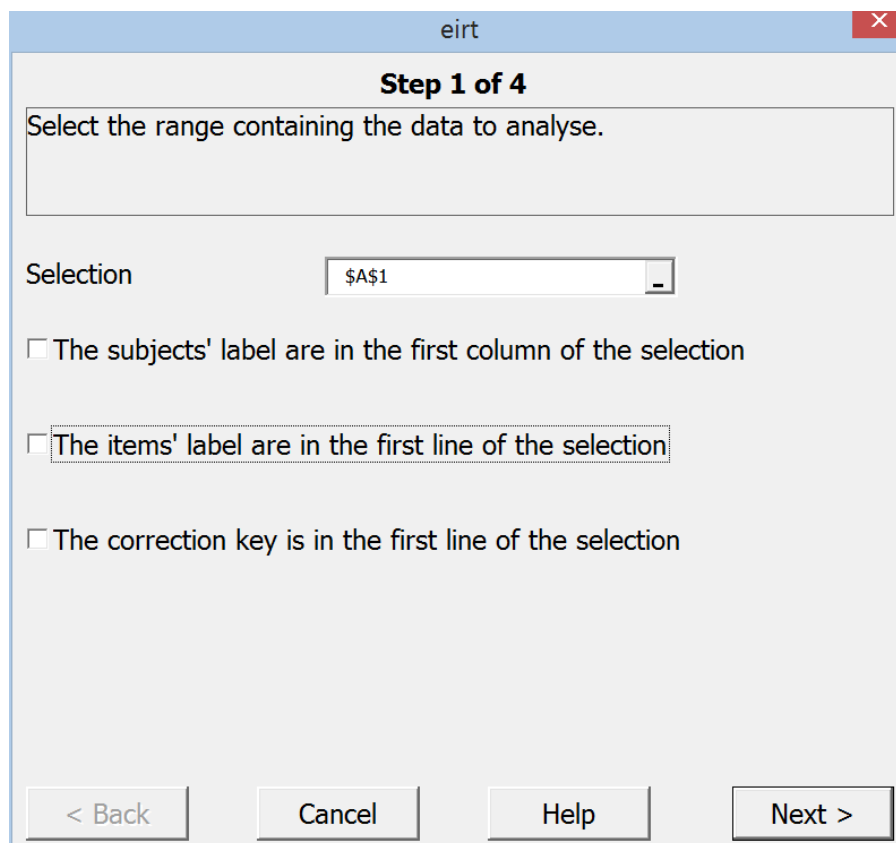 eirt
Step 1 of 4
Select the range containing the data to analyse.
Selection
$A$1
The subjects' label are in the first column of the selection
The items' label are in the first line of the selection
The correction key is in the first line of the selection
< Back Cancel Help Next >